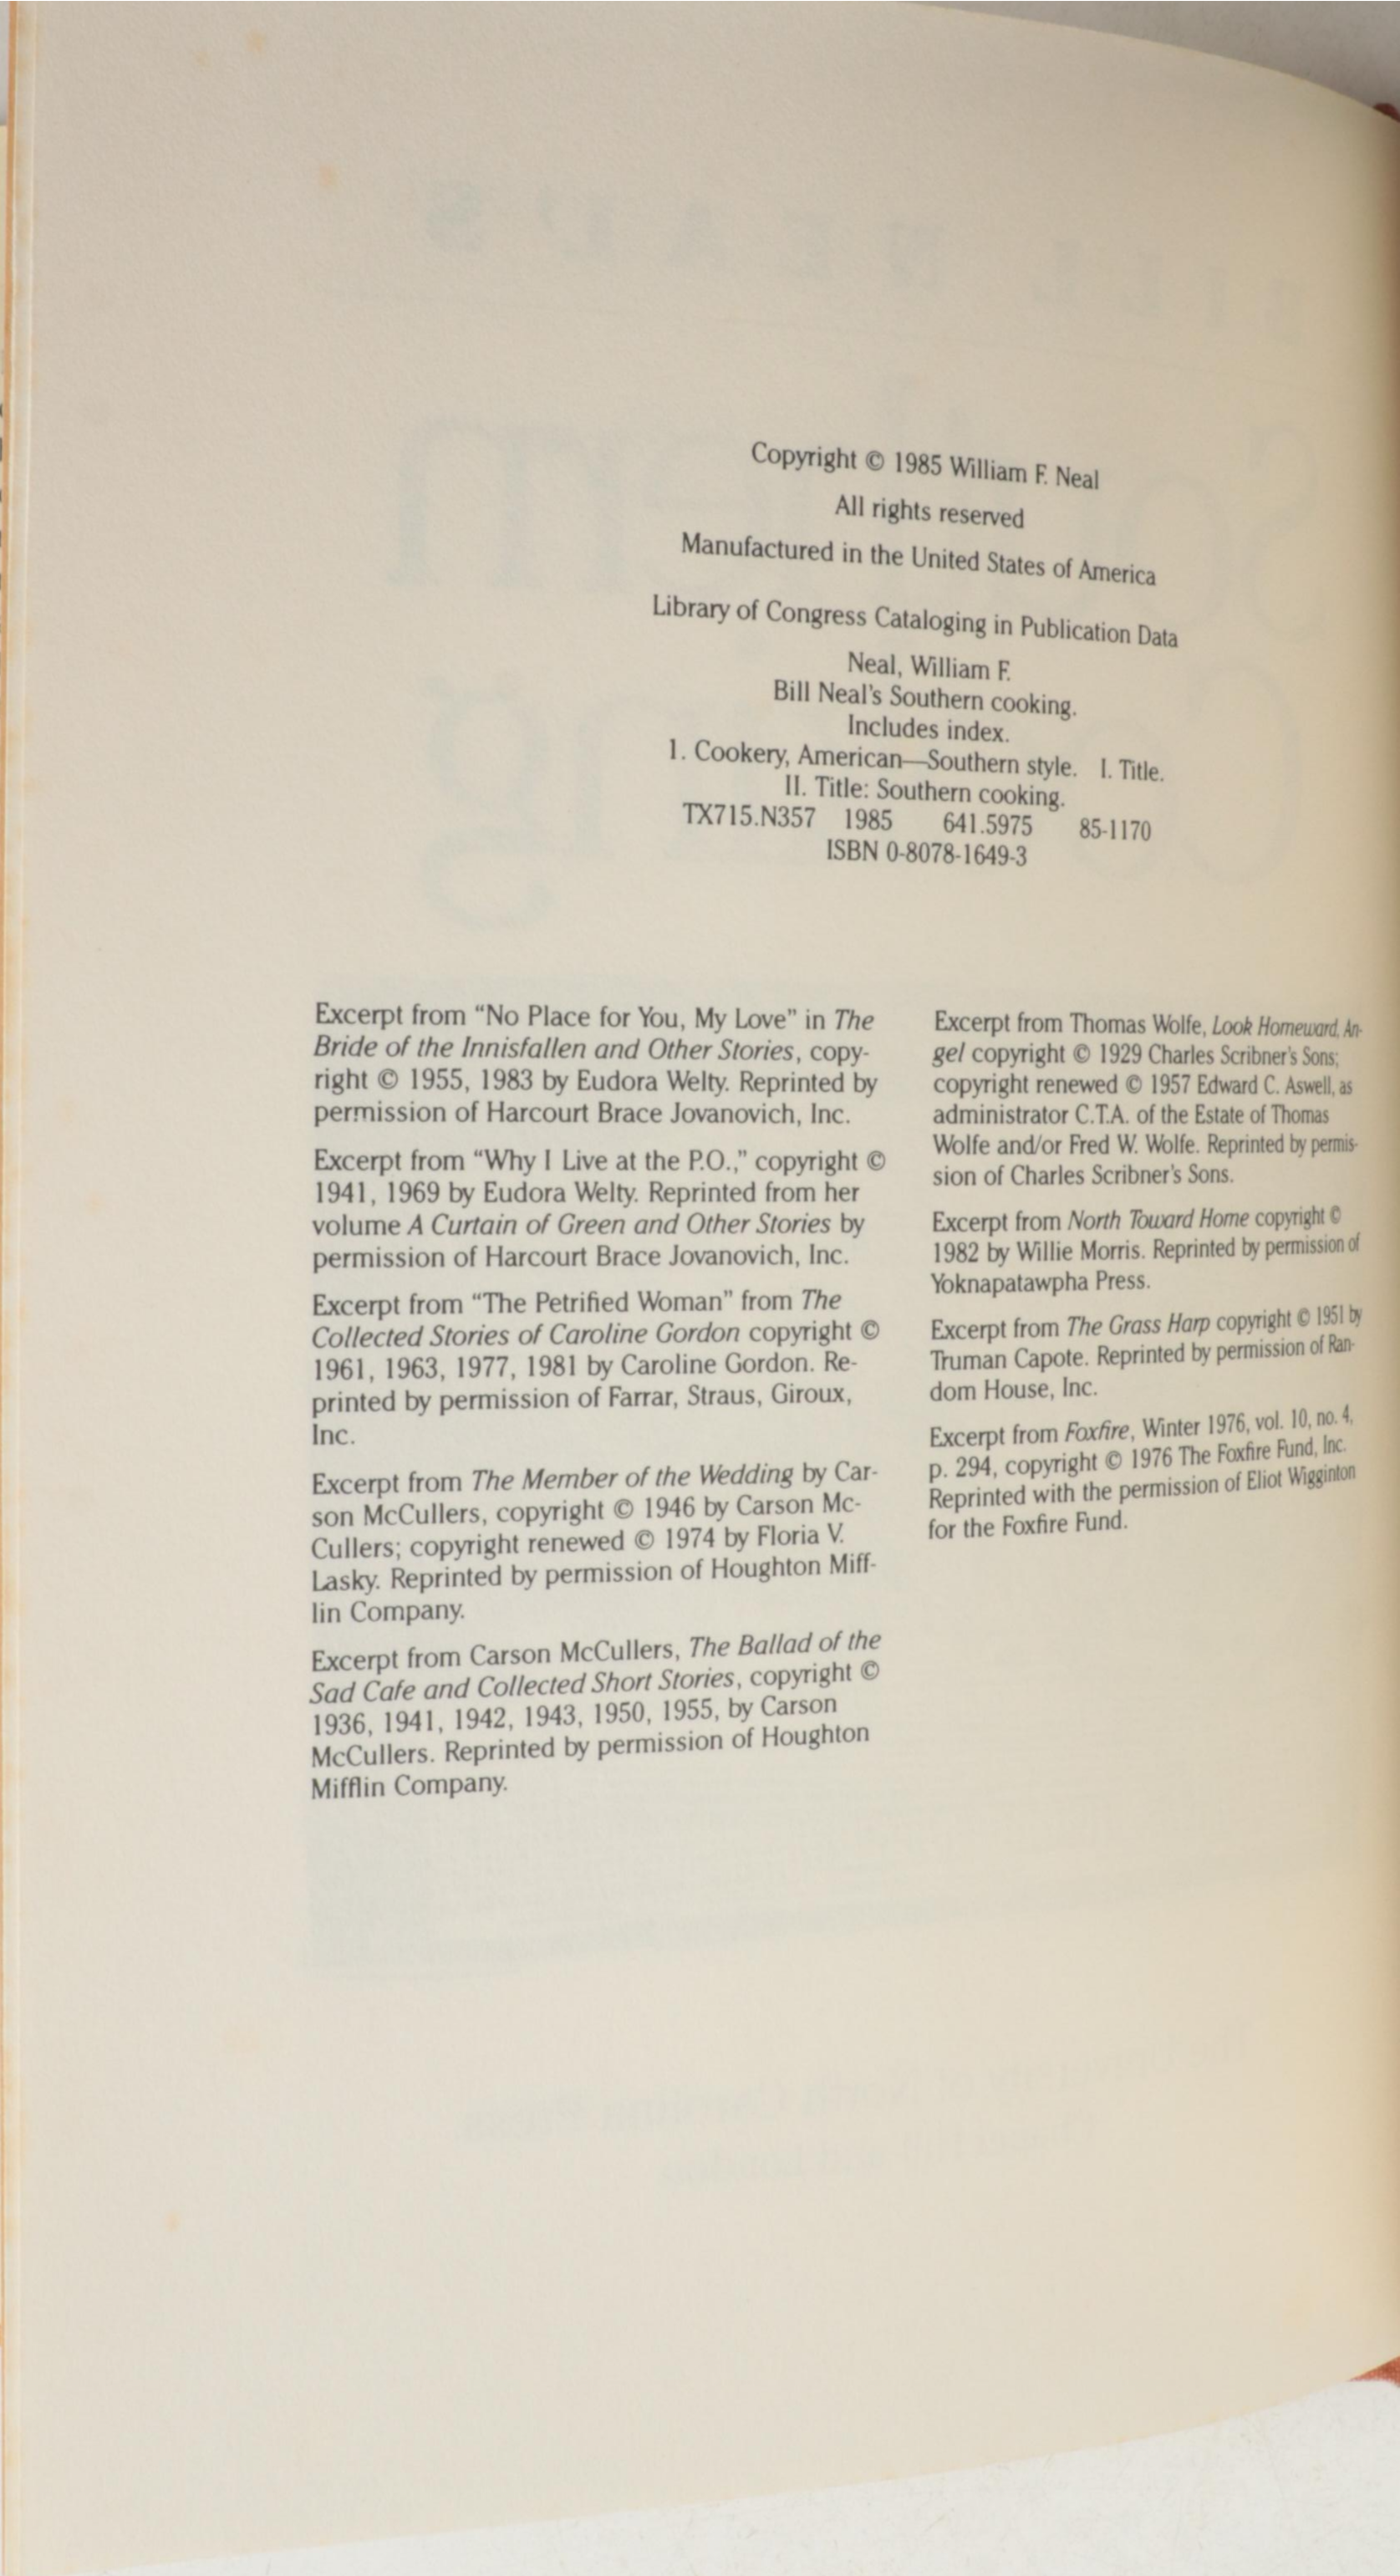 Copyright © 1985 William F. Neal
All rights reserved
Manufactured in the United States of America
Library of Congress Cataloging in Publication Data
Neal, William F.
Bill Neal's Southern cooking.
Includes index.
1. Cookery, American—Southern style. I. Title.
II. Title: Southern cooking.
TX715.N357 1985 641.5975 85-1170
ISBN 0-8078-1649-3
Excerpt from “No Place for You, My Love” in The
Bride of the Innisfallen and Other Stories, copy-
right © 1955, 1983 by Eudora Welty. Reprinted by
permission of Harcourt Brace Jovanovich, Inc.
Excerpt from “Why I Live at the P.O.,” copyright ©
1941, 1969 by Eudora Welty. Reprinted from her
volume A Curtain of Green and Other Stories by
permission of Harcourt Brace Jovanovich, Inc.
Excerpt from “The Petrified Woman” from The
Collected Stories of Caroline Gordon copyright ©
1961, 1963, 1977, 1981 by Caroline Gordon. Re-
printed by permission of Farrar, Straus, Giroux,
Inc.
Excerpt from The Member of the Wedding by Car-
son McCullers, copyright © 1946 by Carson Mc-
Cullers; copyright renewed © 1974 by Floria V.
Lasky. Reprinted by permission of Houghton Miff-
lin Company.
Excerpt from Carson McCullers, The Ballad of the
Sad Cafe and Collected Short Stories, copyright ©
1936, 1941, 1942, 1943, 1950, 1955, by Carson
McCullers. Reprinted by permission of Houghton
Mifflin Company.
Excerpt from Thomas Wolfe, Look Homeward, An-
gel copyright © 1929 Charles Scribner's Sons;
copyright renewed © 1957 Edward C. Aswell, as
administrator C.T.A. of the Estate of Thomas
Wolfe and/or Fred W. Wolfe. Reprinted by permis-
sion of Charles Scribner's Sons.
Excerpt from North Toward Home copyright ©
1982 by Willie Morris. Reprinted by permission of
Yoknapatawpha Press.
Excerpt from The Grass Harp copyright © 1951 by
Truman Capote. Reprinted by permission of Ran-
dom House, Inc.
Excerpt from Foxfire, Winter 1976, vol. 10, no. 4,
p. 294, copyright © 1976 The Foxfire Fund, Inc.
Reprinted with the permission of Eliot Wigginton
for the Foxfire Fund.